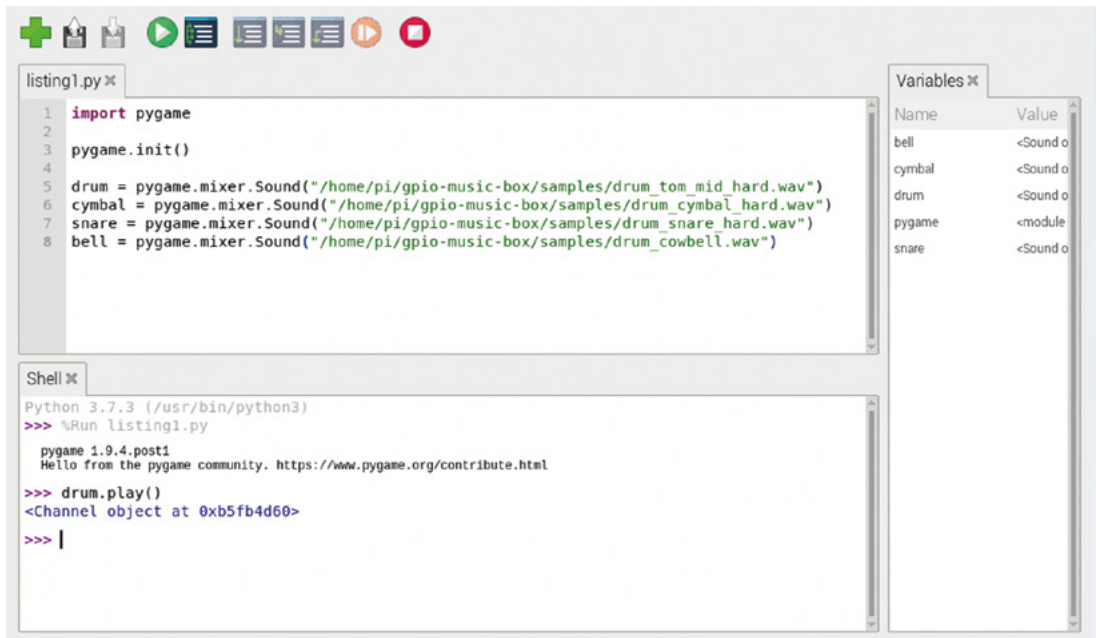 listing1.py
1 import pygame
2
3 pygame.init()
4
5 drum = pygame.mixer.Sound("/home/pi/gpio-music-box/samples/drum_tom_mid_hard.wav")
6 cymbal = pygame.mixer.Sound("/home/pi/gpio-music-box/samples/drum_cymbal_hard.wav")
7 snare = pygame.mixer.Sound("/home/pi/gpio-music-box/samples/drum_snare_hard.wav")
8 bell = pygame.mixer.Sound("/home/pi/gpio-music-box/samples/drum_cowbell.wav")
Shell
Python 3.7.3 (/usr/bin/python3)
>>> %Run listing1.py
pygame 1.9.4.post1
Hello from the pygame community. https://www.pygame.org/contribute.html
>>> drum.play()
<Channel object at 0xb5fb4d60>
>>>
Variables
Name Value
bell <Sound o
cymbal <Sound o
drum <Sound o
pygame <module
snare <Sound o